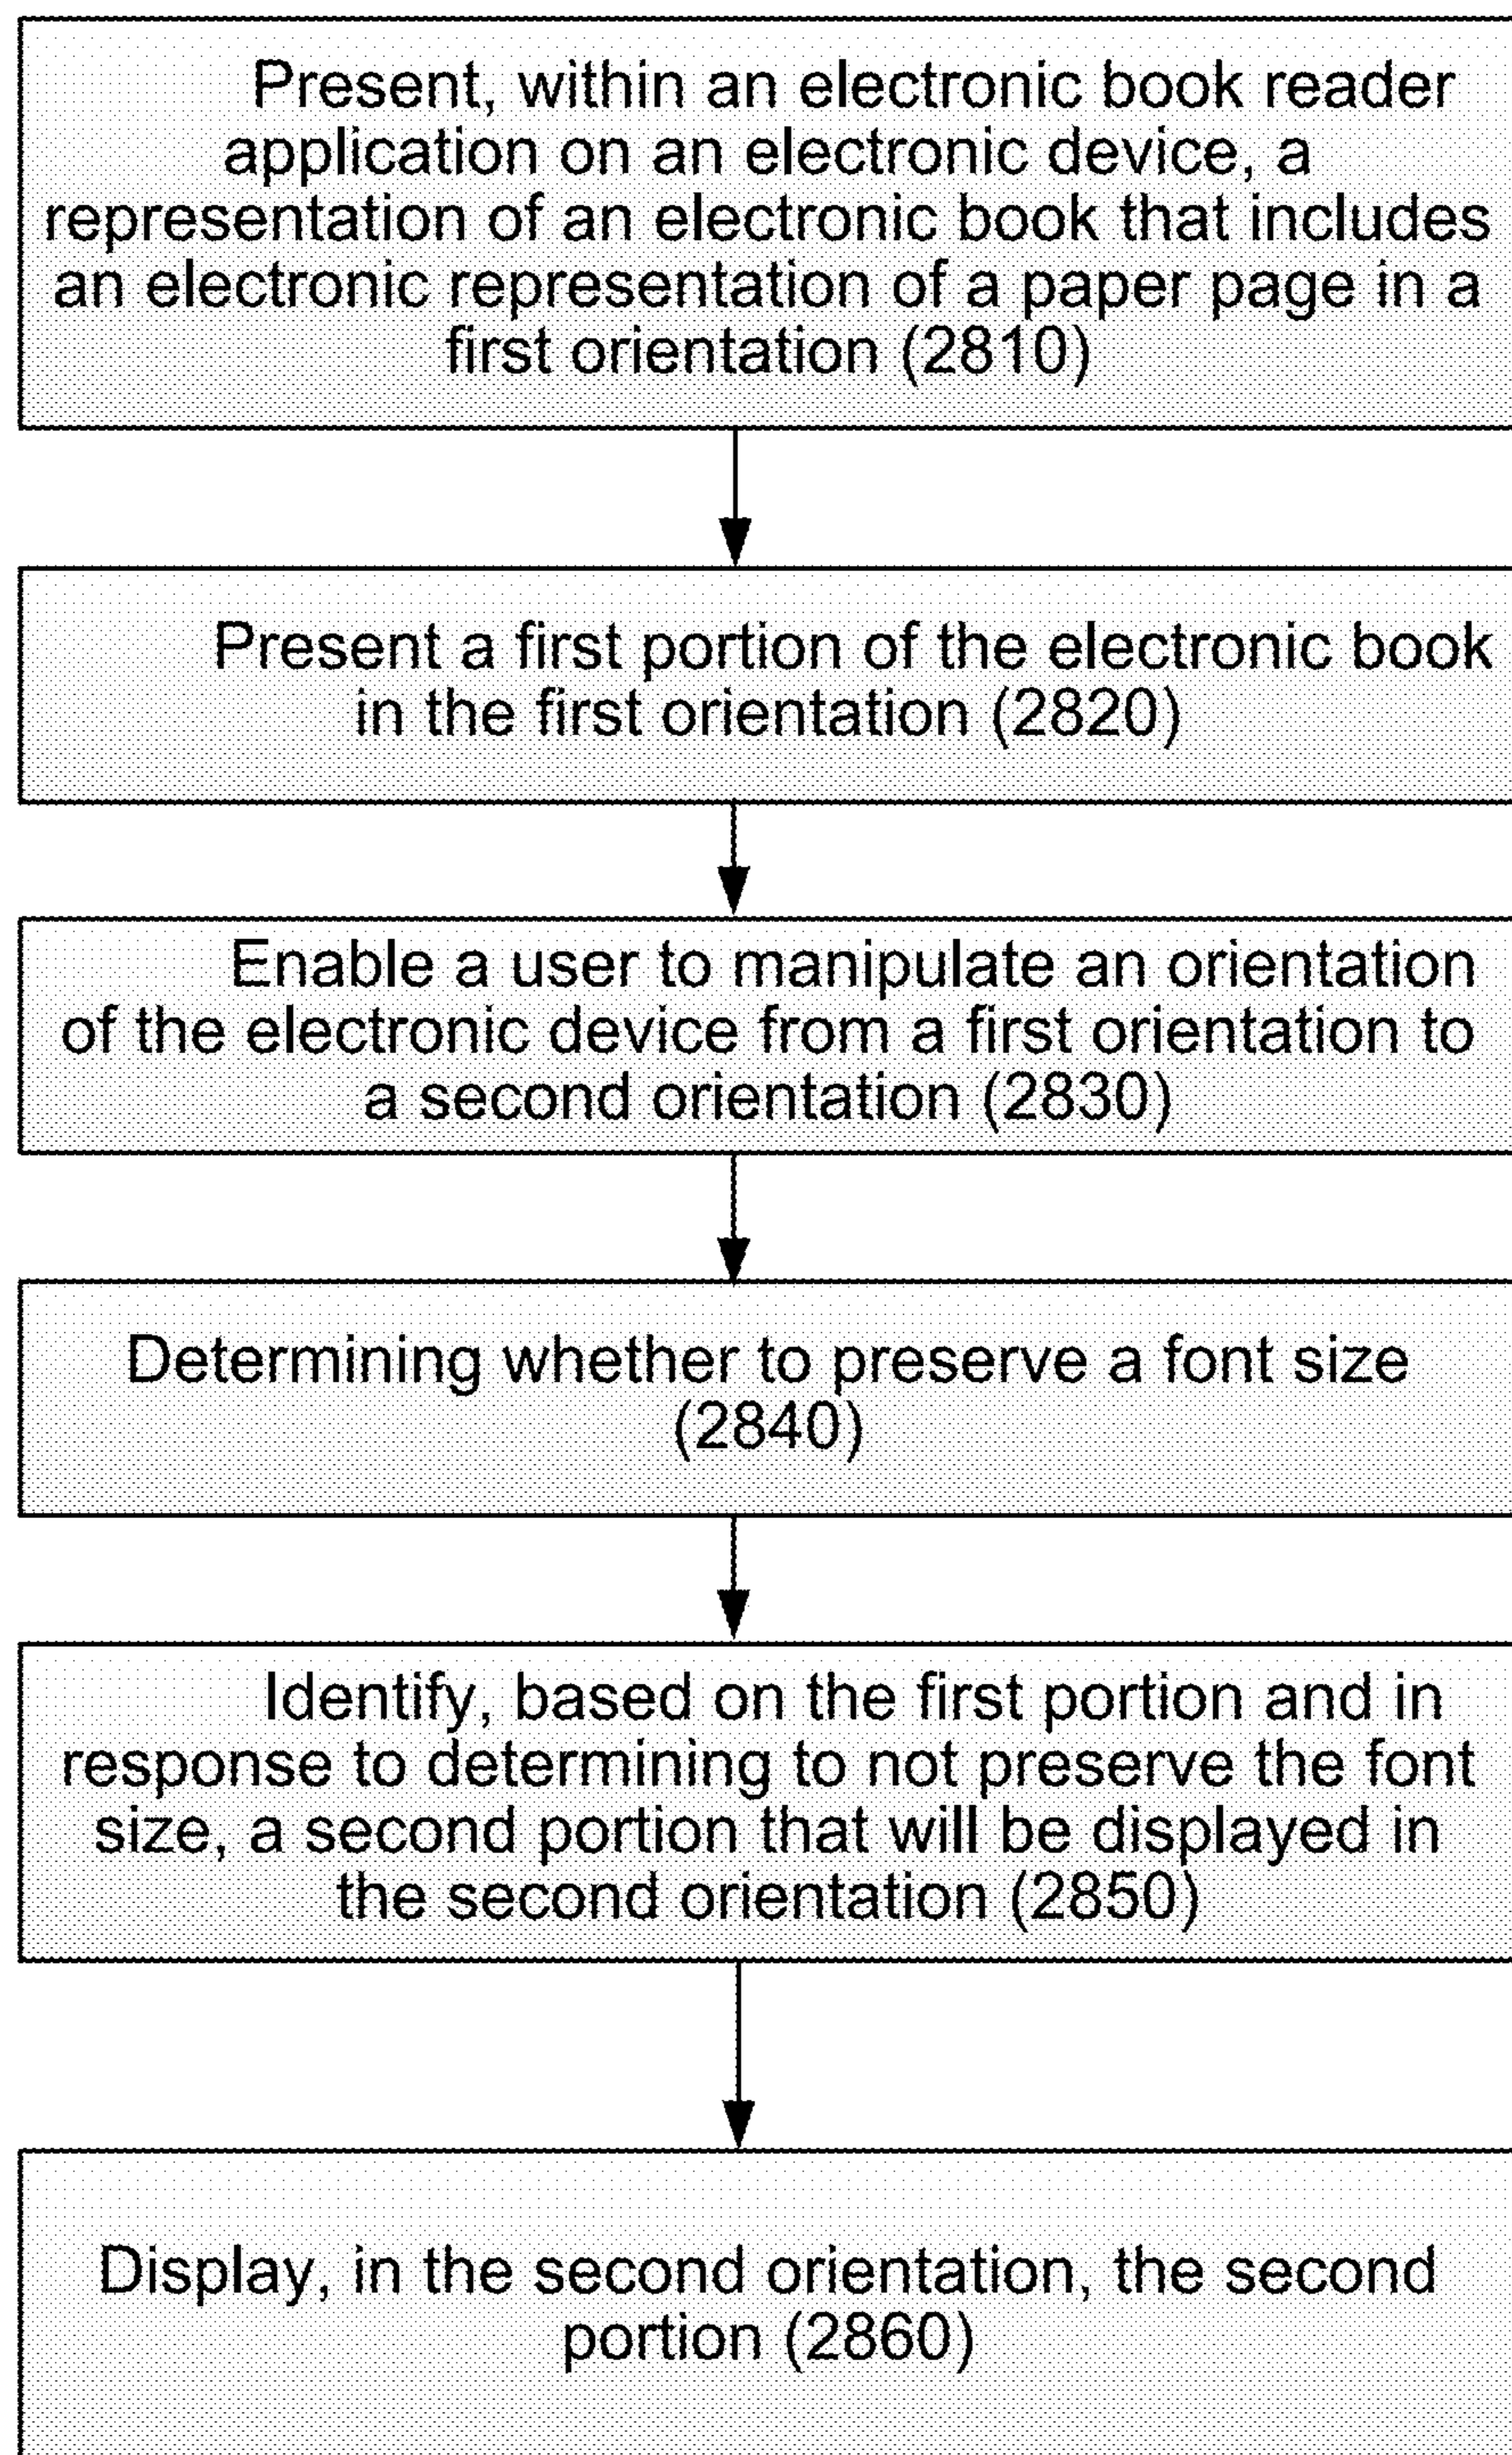 Present, within an electronic book reader
application on an electronic device, a
representation of an electronic book that includes
an electronic representation of a paper page in a
first orientation (2810)
Present a first portion of the electronic book
in the first orientation (2820)
Enable a user to manipulate an orientation
of the electronic device from a first orientation to
a second orientation (2830)
Determining whether to preserve a font size
(2840)
Identify, based on the first portion and in
response to determining to not preserve the font
size, a second portion that will be displayed in
the second orientation (2850)
Display, in the second orientation, the second
portion (2860)